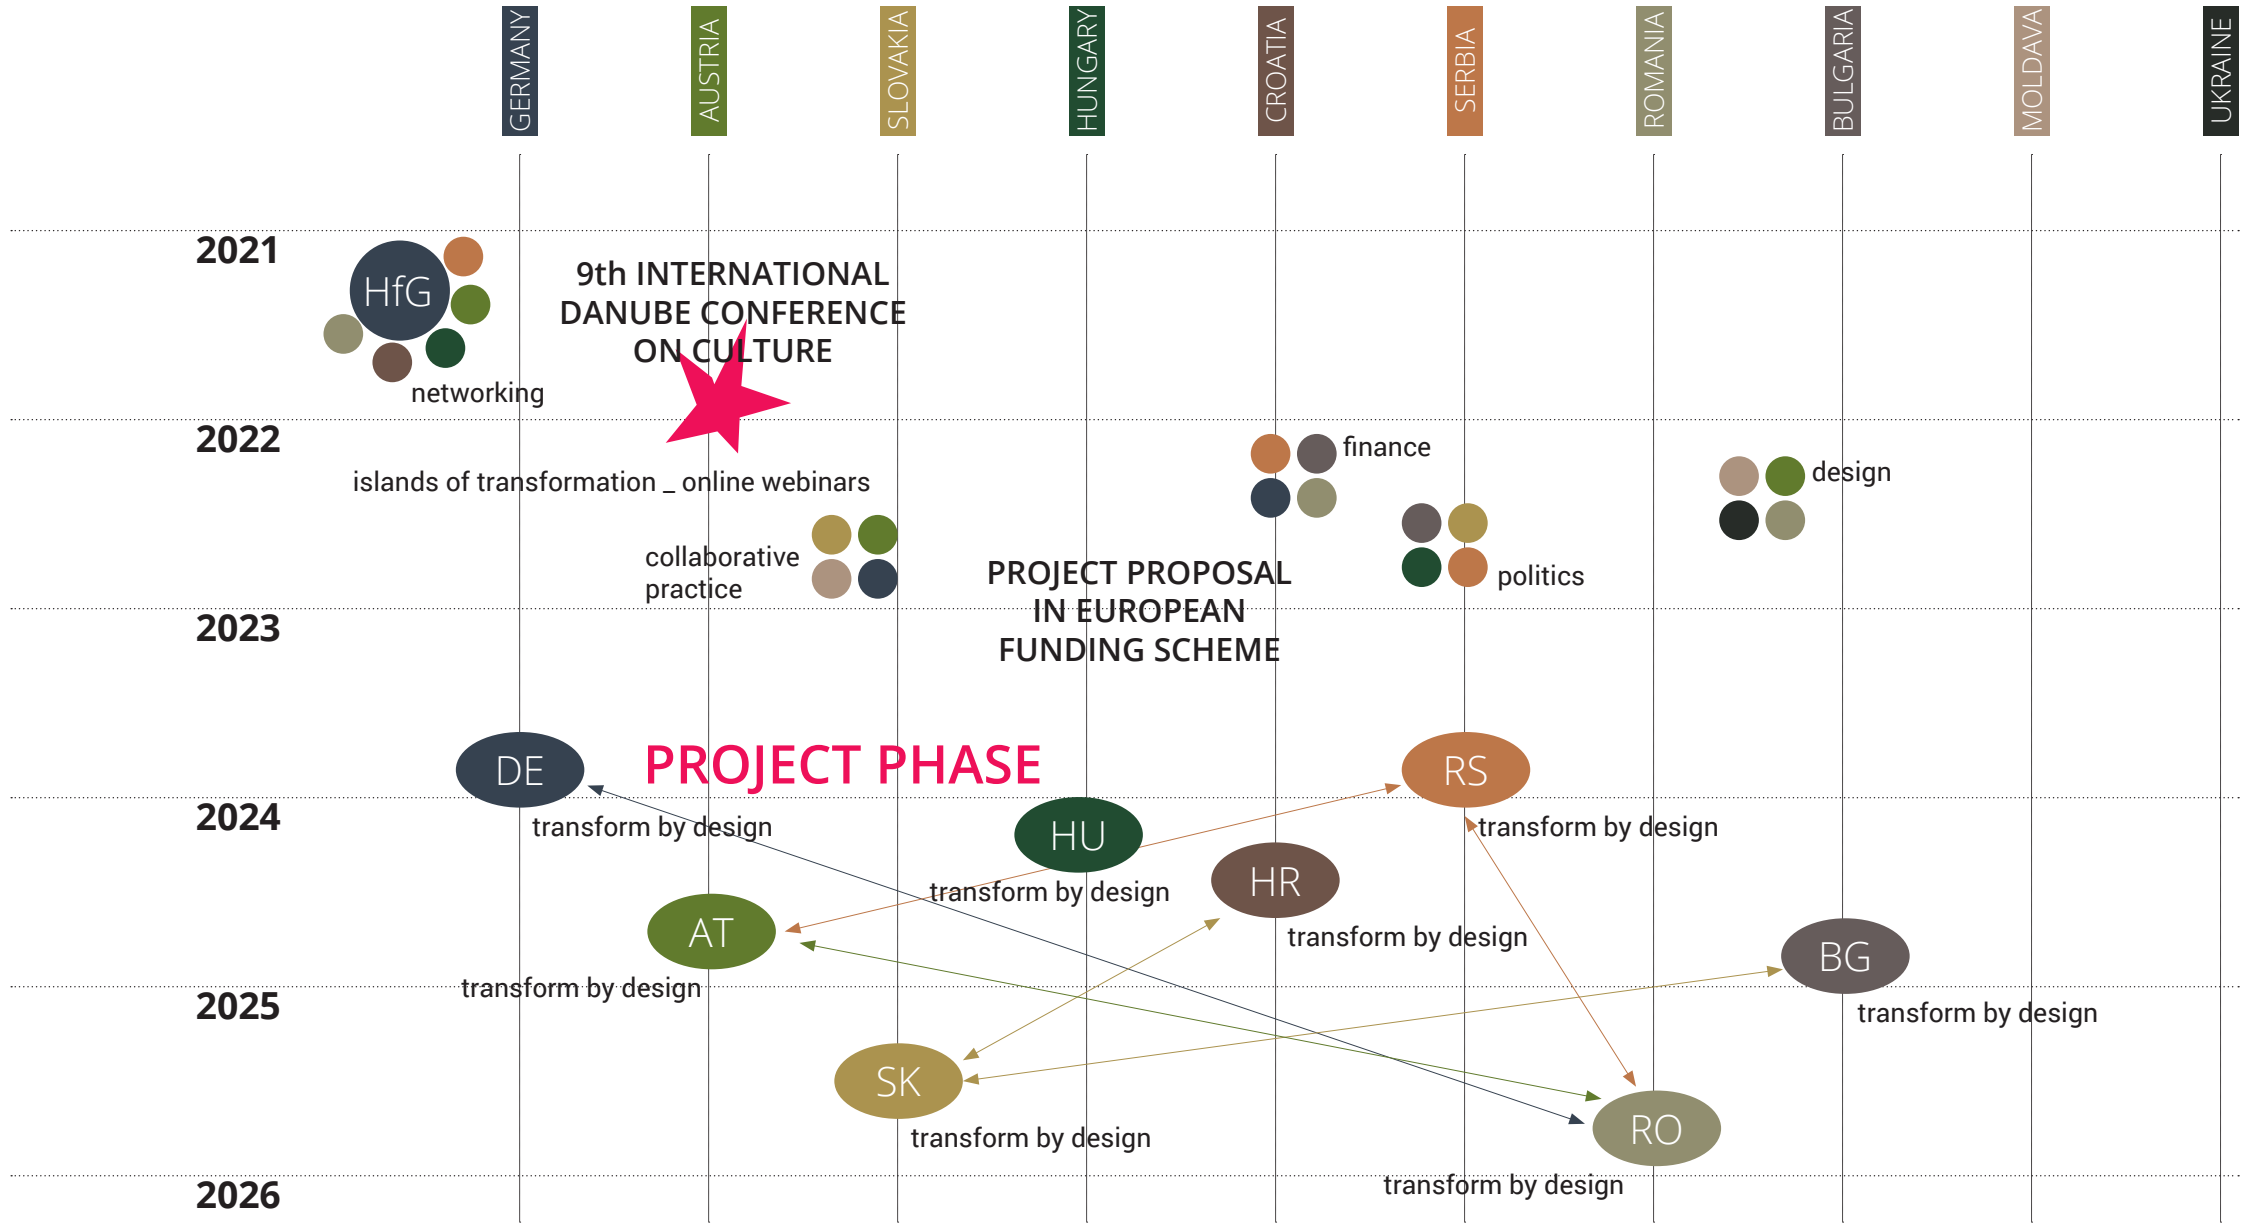 GERMANY
AUSTRIA
SLOVAKIA
HUNGARY
CROATIA
SERBIA
ROMANIA
BULGARIA
MOLDAVA
UKRAINE
2021
HfG
networking
9th INTERNATIONAL
DANUBE CONFERENCE
ON CULTURE
2022
islands of transformation _ online webinars
collaborative
practice
finance
politics
design
PROJECT PROPOSAL
IN EUROPEAN
FUNDING SCHEME
2023
PROJECT PHASE
DE
transform by design
RS
transform by design
2024
HU
transform by design
HR
transform by design
AT
transform by design
BG
transform by design
2025
SK
transform by design
RO
transform by design
2026